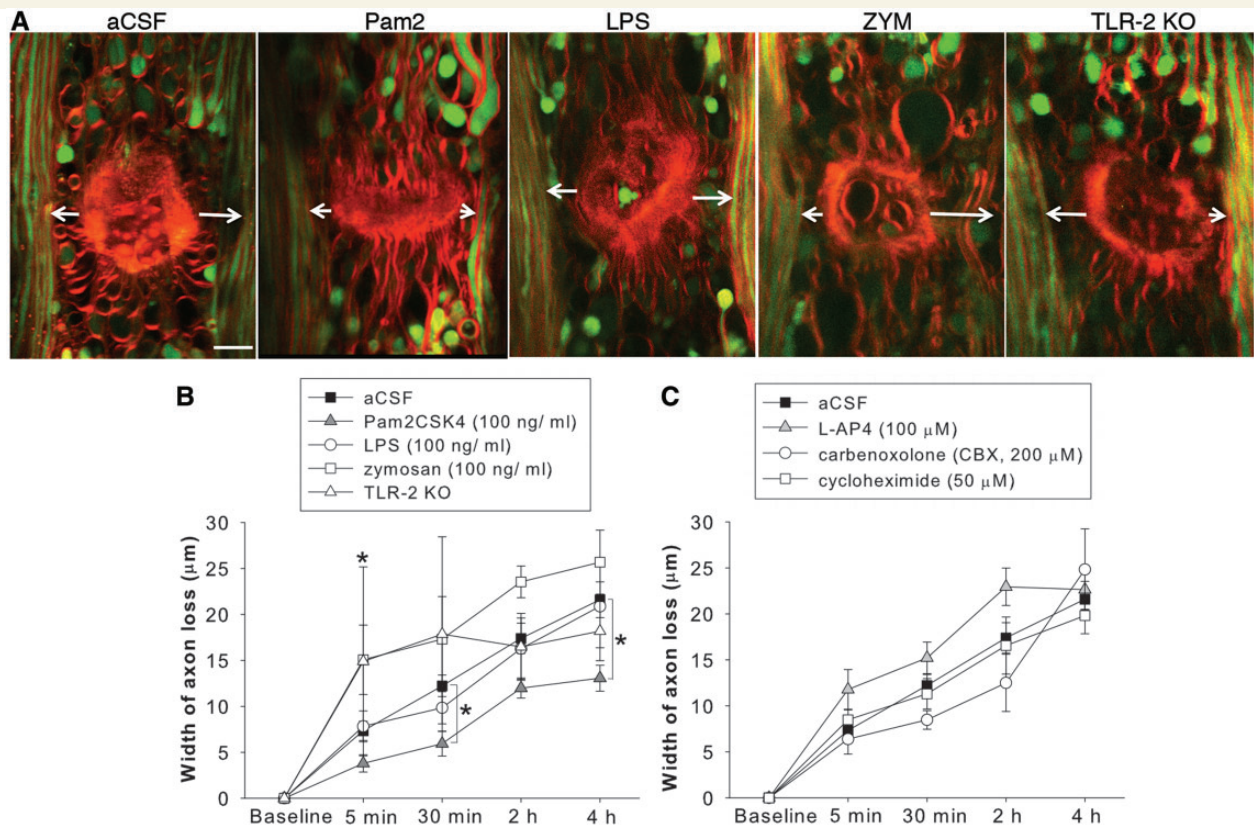 A
aCSF
Pam2
LPS
ZYM
TLR-2 KO
B
aCSF
Pam2CSK4 (100 ng/ ml)
LPS (100 ng/ ml)
zymosan (100 ng/ ml)
TLR-2 KO
Width of axon loss (μm)
30
25
20
15
10
5
0
*
*
*
Baseline 5 min 30 min 2 h 4 h
C
aCSF
L-AP4 (100 μM)
carbenoxolone (CBX, 200 μM)
cycloheximide (50 μM)
Width of axon loss (μm)
30
25
20
15
10
5
0
Baseline 5 min 30 min 2 h 4 h